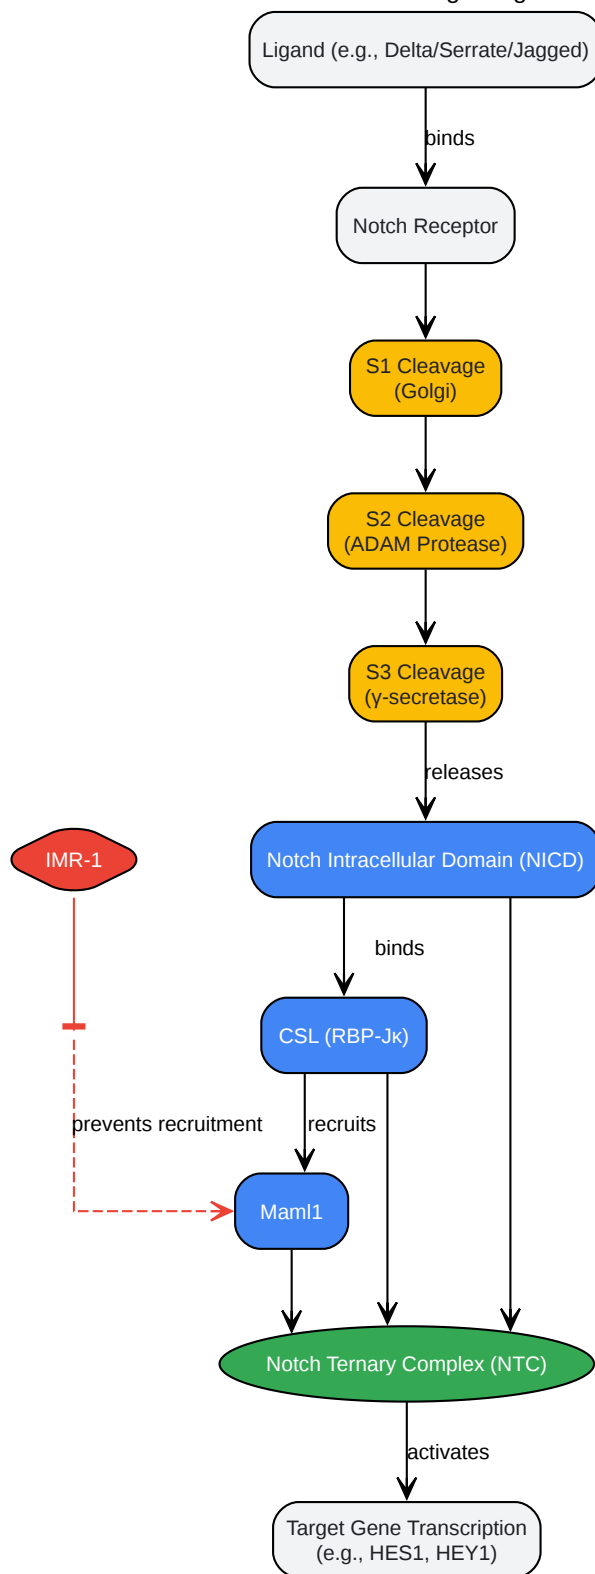 Ligand (e.g., Delta/Serrate/Jagged)
binds
Notch Receptor
S1 Cleavage
(Golgi)
S2 Cleavage
(ADAM Protease)
S3 Cleavage
(γ-secretase)
releases
IMR-1
Notch Intracellular Domain (NICD)
binds
CSL (RBP-Jκ)
prevents recruitment
recruits
Maml1
Notch Ternary Complex (NTC)
activates
Target Gene Transcription
(e.g., HES1, HEY1)